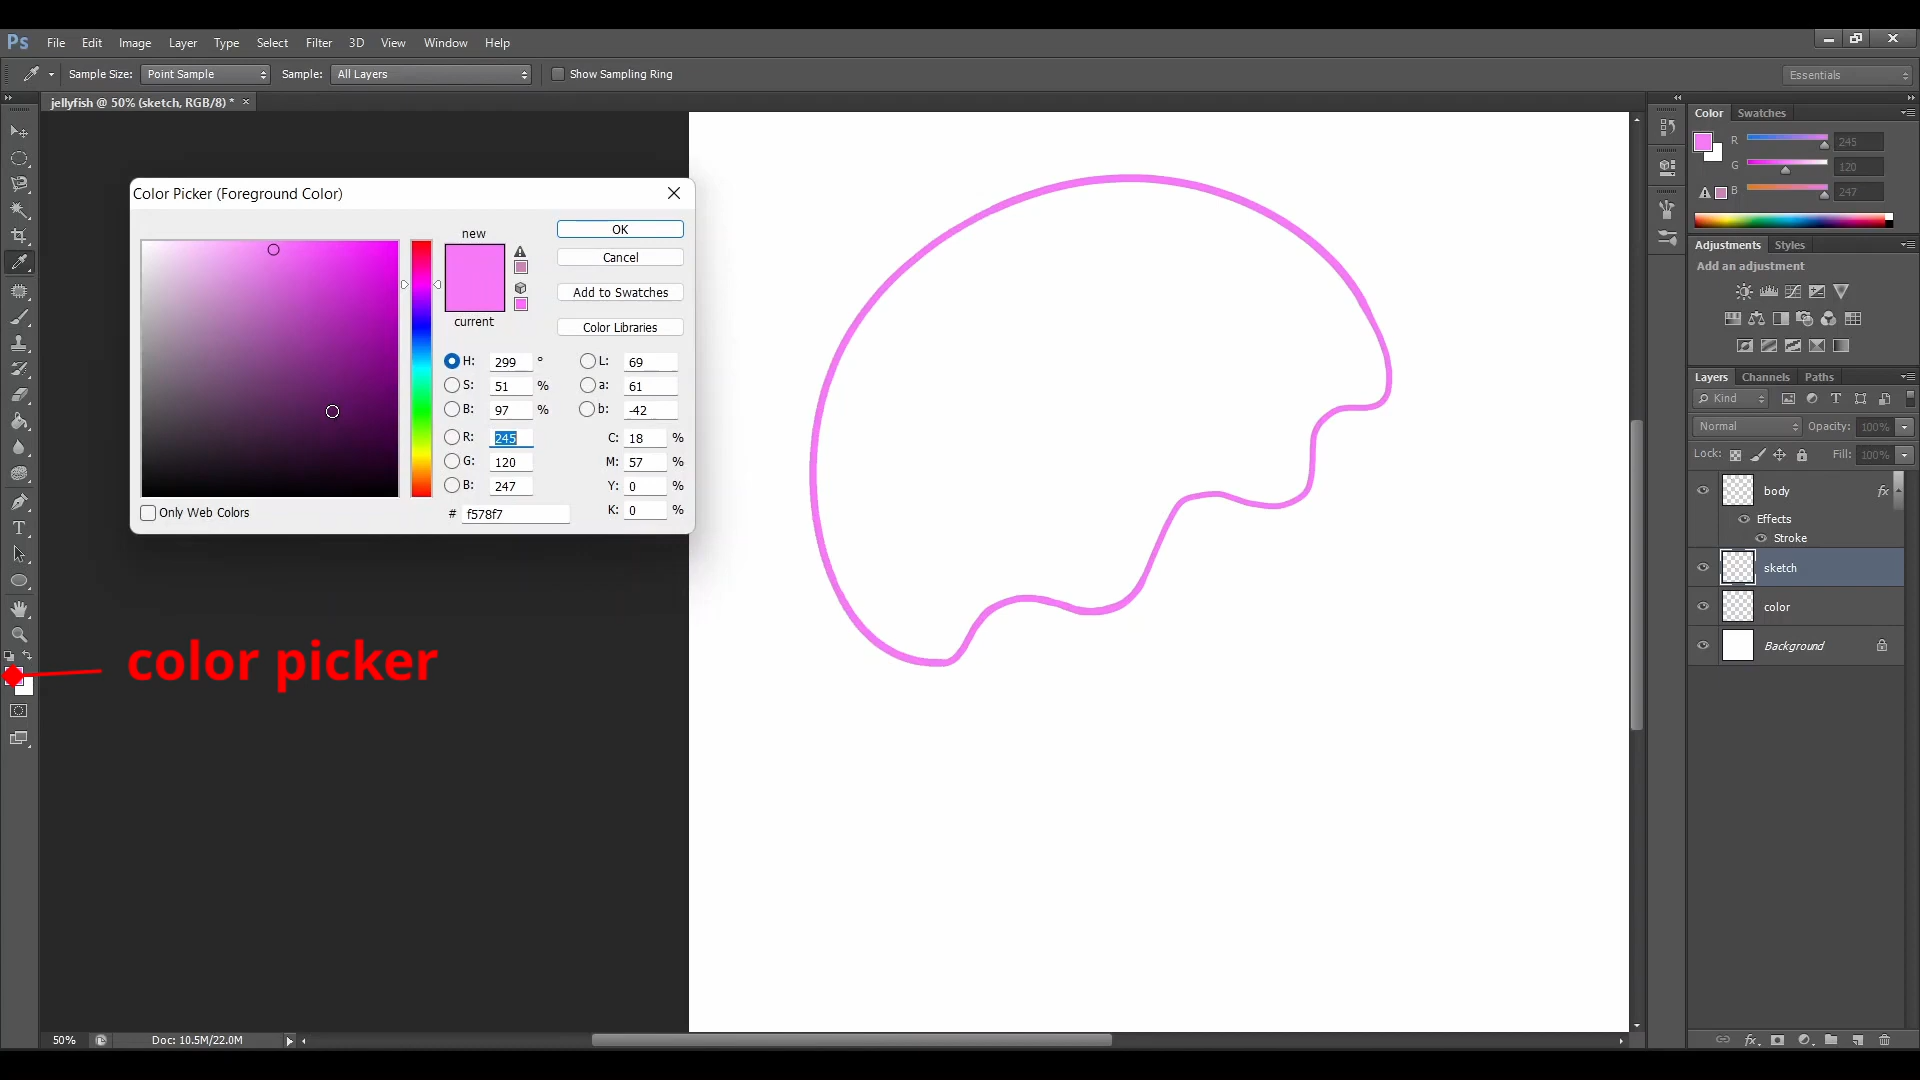 Ps File Edit Image Layer Type Select Filter 3D View Window Help
Sample Size: Point Sample Sample: All Layers Show Sampling Ring Essentials
jellyfish @ 50% (sketch, RGB/8) * ×
Color Swatches
R 245
G 120
B 247
Adjustments Styles
Add an adjustment
Layers Channels Paths
Kind
Normal Opacity: 100%
Lock: Fill: 100%
body fx
Effects
Stroke
sketch
color
Background
Color Picker (Foreground Color)
new
current
OK
Cancel
Add to Swatches
Color Libraries
H: 299 ° L: 69
S: 51 % a: 61
B: 97 % b: -42
R: 245 C: 18 %
G: 120 M: 57 %
B: 247 Y: 0 %
# f578f7 K: 0 %
Only Web Colors
color picker
50% Doc: 10.5M/22.0M
fx